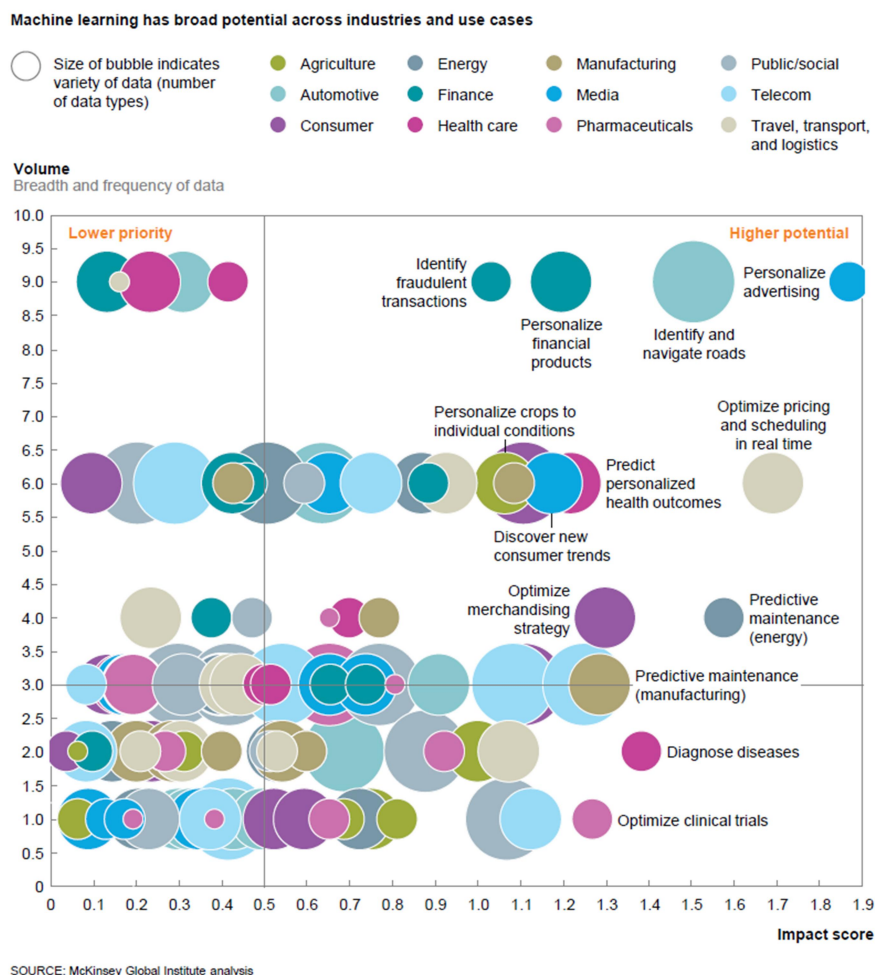 Machine learning has broad potential across industries and use cases
Size of bubble indicates
variety of data (number
of data types)
Agriculture
Automotive
Consumer
Energy
Finance
Health care
Manufacturing
Media
Pharmaceuticals
Public/social
Telecom
Travel, transport,
and logistics
Volume
Breadth and frequency of data
10.0
9.5
9.0
8.5
8.0
7.5
7.0
6.5
6.0
5.5
5.0
4.5
4.0
3.5
3.0
2.5
2.0
1.5
1.0
0.5
0
Lower priority
Higher potential
Identify
fraudulent
transactions
Personalize
financial
products
Identify and
navigate roads
Personalize
advertising
Personalize crops to
individual conditions
Optimize pricing
and scheduling
in real time
Predict
personalized
health outcomes
Discover new
consumer trends
Optimize
merchandising
strategy
Predictive
maintenance
(energy)
Predictive maintenance
(manufacturing)
Diagnose diseases
Optimize clinical trials
0 0.1 0.2 0.3 0.4 0.5 0.6 0.7 0.8 0.9 1.0 1.1 1.2 1.3 1.4 1.5 1.6 1.7 1.8 1.9
Impact score
SOURCE: McKinsey Global Institute analysis